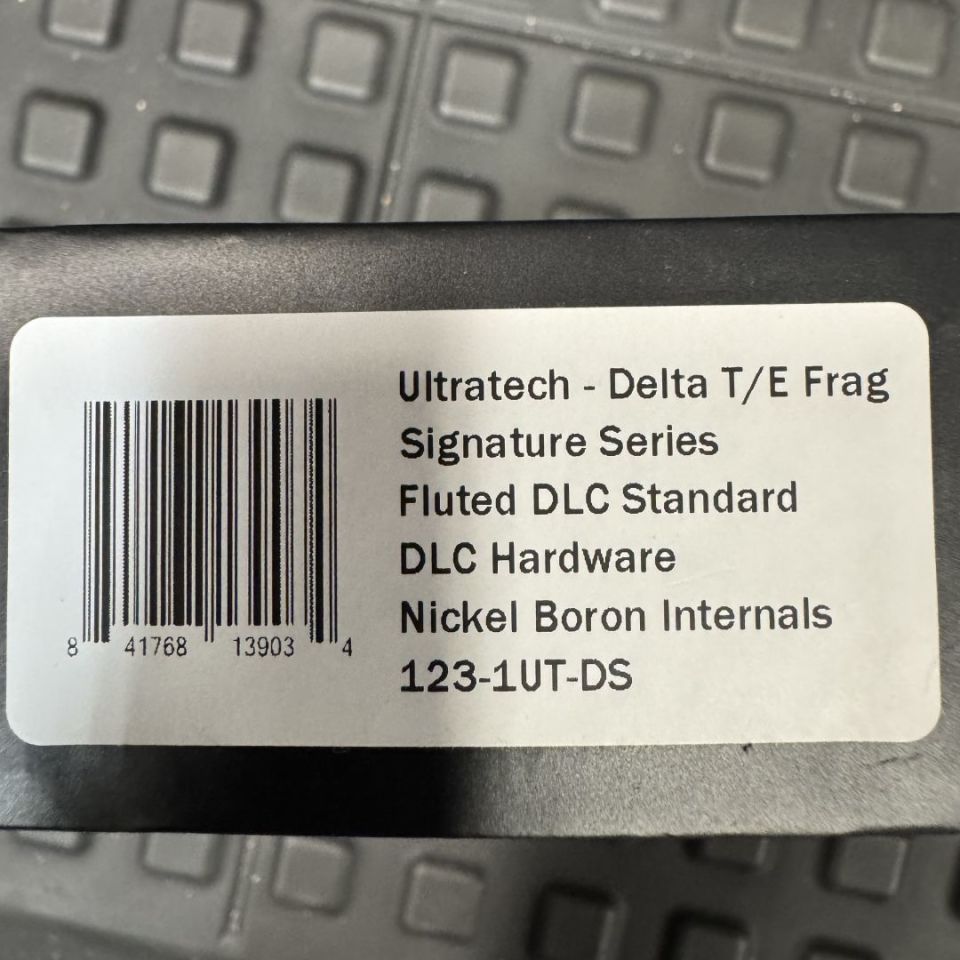 Ultratech - Delta T/E Frag
Signature Series
Fluted DLC Standard
DLC Hardware
Nickel Boron Internals
123-1UT-DS
8 41768 13903 4